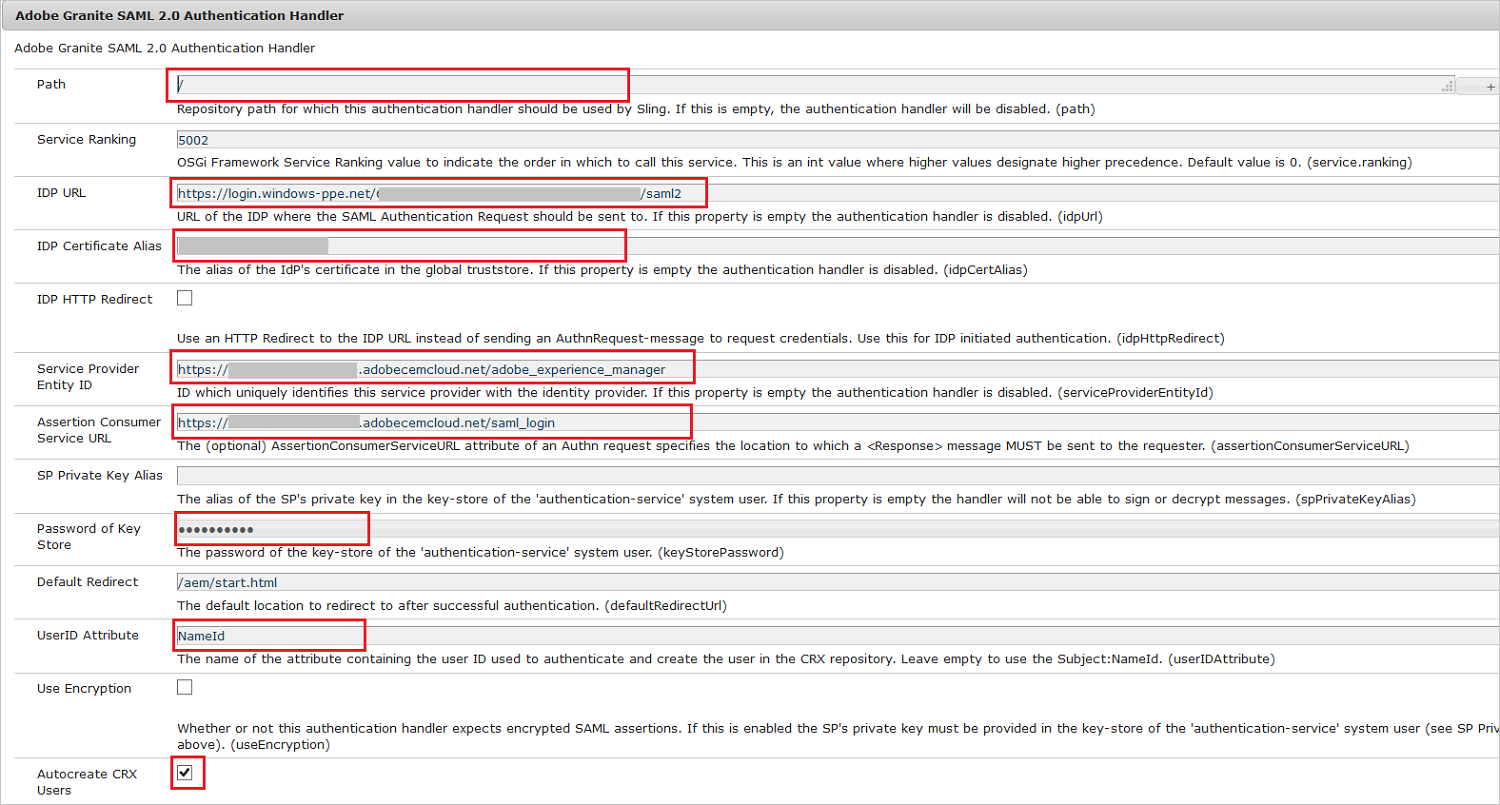 Adobe Granite SAML 2.0 Authentication Handler
Adobe Granite SAML 2.0 Authentication Handler
Path
/
+
Repository path for which this authentication handler should be used by Sling. If this is empty, the authentication handler will be disabled. (path)
Service Ranking
5002
OSGi Framework Service Ranking value to indicate the order in which to call this service. This is an int value where higher values designate higher precedence. Default value is 0. (service.ranking)
IDP URL
https://login.windows-ppe.net/ /saml2
URL of the IDP where the SAML Authentication Request should be sent to. If this property is empty the authentication handler is disabled. (idpUrl)
IDP Certificate Alias
The alias of the IdP's certificate in the global truststore. If this property is empty the authentication handler is disabled. (idpCertAlias)
IDP HTTP Redirect
Use an HTTP Redirect to the IDP URL instead of sending an AuthnRequest-message to request credentials. Use this for IDP initiated authentication. (idpHttpRedirect)
Service Provider
Entity ID
https:// .adobecemcloud.net/adobe_experience_manager
ID which uniquely identifies this service provider with the identity provider. If this property is empty the authentication handler is disabled. (serviceProviderEntityId)
Assertion Consumer
Service URL
https:// .adobecemcloud.net/saml_login
The (optional) AssertionConsumerServiceURL attribute of an Authn request specifies the location to which a <Response> message MUST be sent to the requester. (assertionConsumerServiceURL)
SP Private Key Alias
The alias of the SP's private key in the key-store of the 'authentication-service' system user. If this property is empty the handler will not be able to sign or decrypt messages. (spPrivateKeyAlias)
Password of Key
Store
●●●●●●●●●●
The password of the key-store of the 'authentication-service' system user. (keyStorePassword)
Default Redirect
/aem/start.html
The default location to redirect to after successful authentication. (defaultRedirectUrl)
UserID Attribute
NameId
The name of the attribute containing the user ID used to authenticate and create the user in the CRX repository. Leave empty to use the Subject:NameId. (userIDAttribute)
Use Encryption
Whether or not this authentication handler expects encrypted SAML assertions. If this is enabled the SP's private key must be provided in the key-store of the 'authentication-service' system user (see SP Priv
above). (useEncryption)
Autocreate CRX
Users